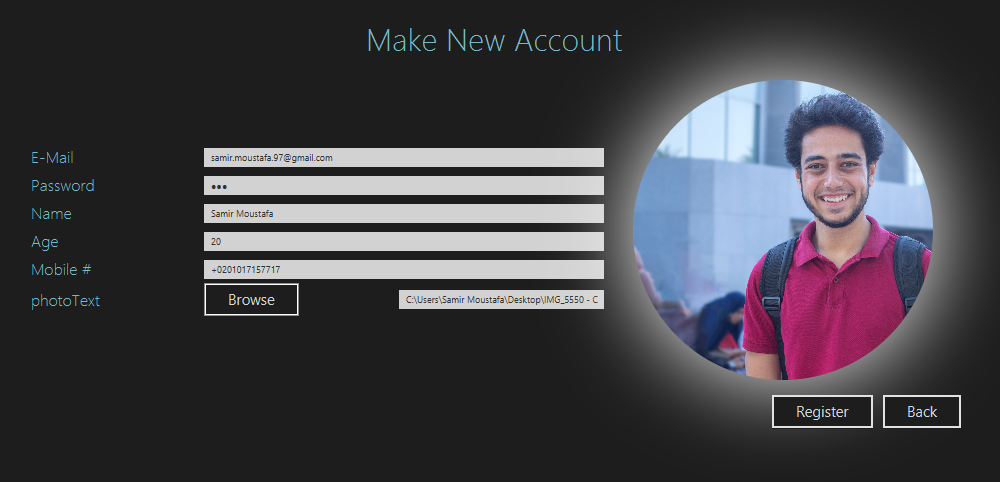 Make New Account
E-Mail samir.moustafa.97@gmail.com
Password •••
Name Samir Moustafa
Age 20
Mobile # +0201017157717
photoText Browse C:\Users\Samir Moustafa\Desktop\IMG_5550 - C
Register Back